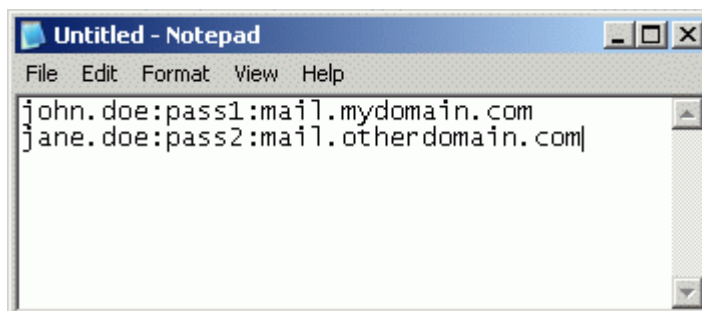 Untitled - Notepad
File Edit Format View Help
john.doe:pass1:mail.mydomain.com
jane.doe:pass2:mail.otherdomain.com